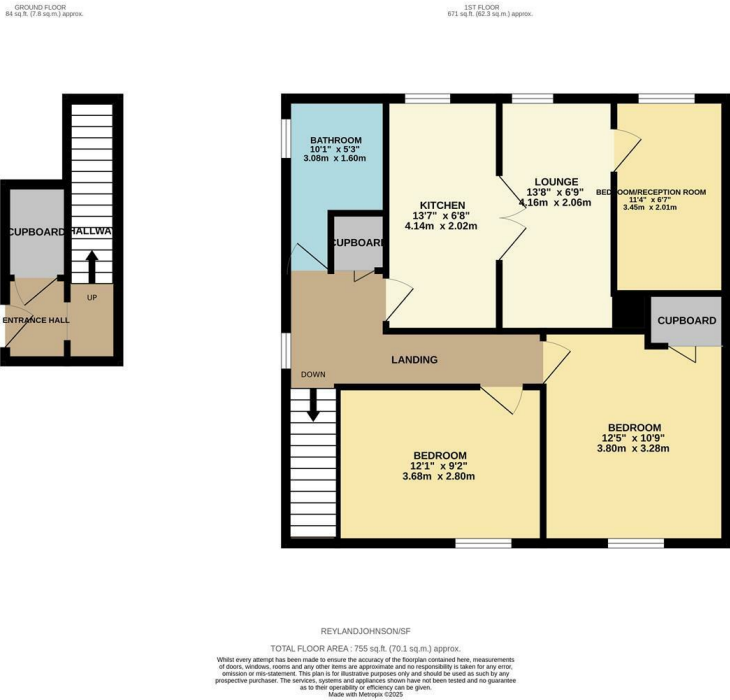 GROUND FLOOR
84 sq.ft. (7.8 sq.m.) approx.
1ST FLOOR
671 sq.ft. (62.3 sq.m.) approx.
CUPBOARD
HALLWAY
UP
ENTRANCE HALL
BATHROOM
10'1" x 5'3"
3.08m x 1.60m
CUPBOARD
KITCHEN
13'7" x 6'8"
4.14m x 2.02m
LOUNGE
13'8" x 6'9"
4.16m x 2.06m
BEDROOM/RECEPTION ROOM
11'4" x 6'7"
3.45m x 2.01m
CUPBOARD
LANDING
DOWN
BEDROOM
12'1" x 9'2"
3.68m x 2.80m
BEDROOM
12'5" x 10'9"
3.80m x 3.28m
REYLANDJOHNSON/SF
TOTAL FLOOR AREA : 755 sq.ft. (70.1 sq.m.) approx.
Whilst every attempt has been made to ensure the accuracy of the floorplan contained here, measurements
of doors, windows, rooms and any other items are approximate and no responsibility is taken for any error,
omission or mis-statement. This plan is for illustrative purposes only and should be used as such by any
prospective purchaser. The services, systems and appliances shown have not been tested and no guarantee
as to their operability or efficiency can be given.
Made with Metropix ©2025